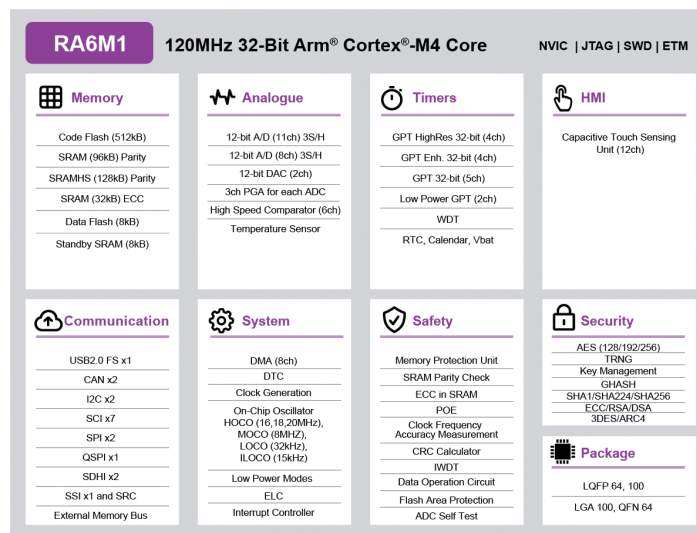 RA6M1
120MHz 32-Bit Arm® Cortex®-M4 Core
NVIC | JTAG | SWD | ETM
Memory
Code Flash (512kB)
SRAM (96kB) Parity
SRAMHS (128kB) Parity
SRAM (32kB) ECC
Data Flash (8kB)
Standby SRAM (8kB)
Analogue
12-bit A/D (11ch) 3S/H
12-bit A/D (8ch) 3S/H
12-bit DAC (2ch)
3ch PGA for each ADC
High Speed Comparator (6ch)
Temperature Sensor
Timers
GPT HighRes 32-bit (4ch)
GPT Enh. 32-bit (4ch)
GPT 32-bit (5ch)
Low Power GPT (2ch)
WDT
RTC, Calendar, Vbat
HMI
Capacitive Touch Sensing
Unit (12ch)
Communication
USB2.0 FS x1
CAN x2
I2C x2
SCI x7
SPI x2
QSPI x1
SDHI x2
SSI x1 and SRC
External Memory Bus
System
DMA (8ch)
DTC
Clock Generation
On-Chip Oscillator
HOCO (16,18,20MHz),
MOCO (8MHZ),
LOCO (32kHz),
ILOCO (15kHz)
Low Power Modes
ELC
Interrupt Controller
Safety
Memory Protection Unit
SRAM Parity Check
ECC in SRAM
POE
Clock Frequency
Accuracy Measurement
CRC Calculator
IWDT
Data Operation Circuit
Flash Area Protection
ADC Self Test
Security
AES (128/192/256)
TRNG
Key Management
GHASH
SHA1/SHA224/SHA256
ECC/RSA/DSA
3DES/ARC4
Package
LQFP 64, 100
LGA 100, QFN 64